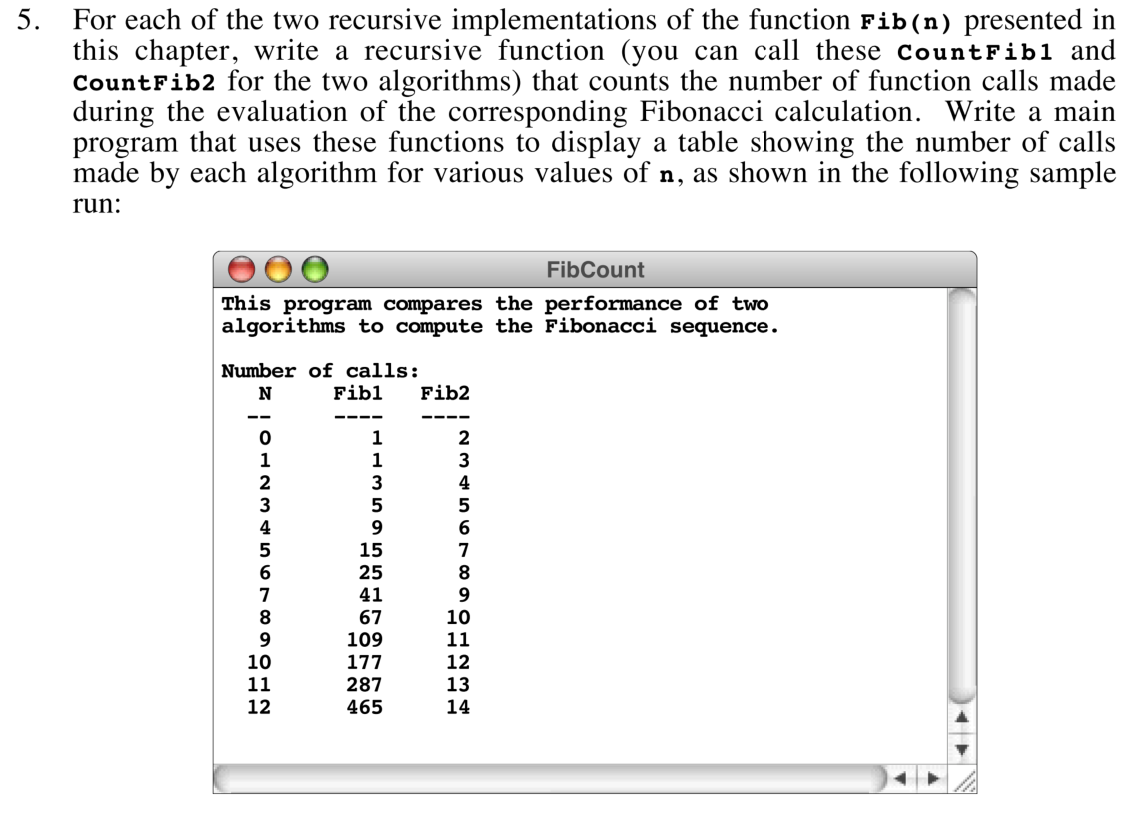 5. For each of the two recursive implementations of the function Fib(n) presented in
this chapter, write a recursive function (you can call these CountFib1 and
CountFib2 for the two algorithms) that counts the number of function calls made
during the evaluation of the corresponding Fibonacci calculation. Write a main
program that uses these functions to display a table showing the number of calls
made by each algorithm for various values of n, as shown in the following sample
run:
FibCount
This program compares the performance of two
algorithms to compute the Fibonacci sequence.
Number of calls:
N Fib1 Fib2
-- ---- ----
0 1 2
1 1 3
2 3 4
3 5 5
4 9 6
5 15 7
6 25 8
7 41 9
8 67 10
9 109 11
10 177 12
11 287 13
12 465 14